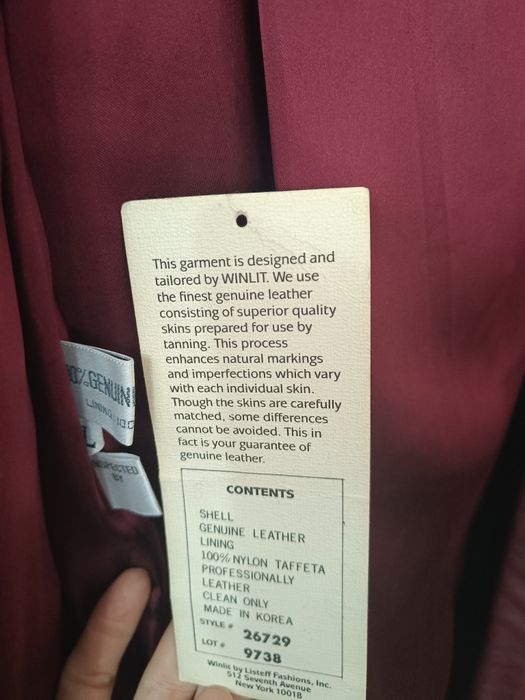 This garment is designed and
tailored by WINLIT. We use
the finest genuine leather
consisting of superior quality
skins prepared for use by
tanning. This process
enhances natural markings
and imperfections which vary
with each individual skin.
Though the skins are carefully
matched, some differences
cannot be avoided. This in
fact is your guarantee of
genuine leather.
CONTENTS
SHELL
GENUINE LEATHER
LINING
100% NYLON TAFFETA
PROFESSIONALLY
LEATHER
CLEAN ONLY
MADE IN KOREA
STYLE # 26729
LOT # 9738
Winlit by Listeff Fashions, Inc.
512 Seventh Avenue
New York 10018
LINING
L
INSPECTED
BY